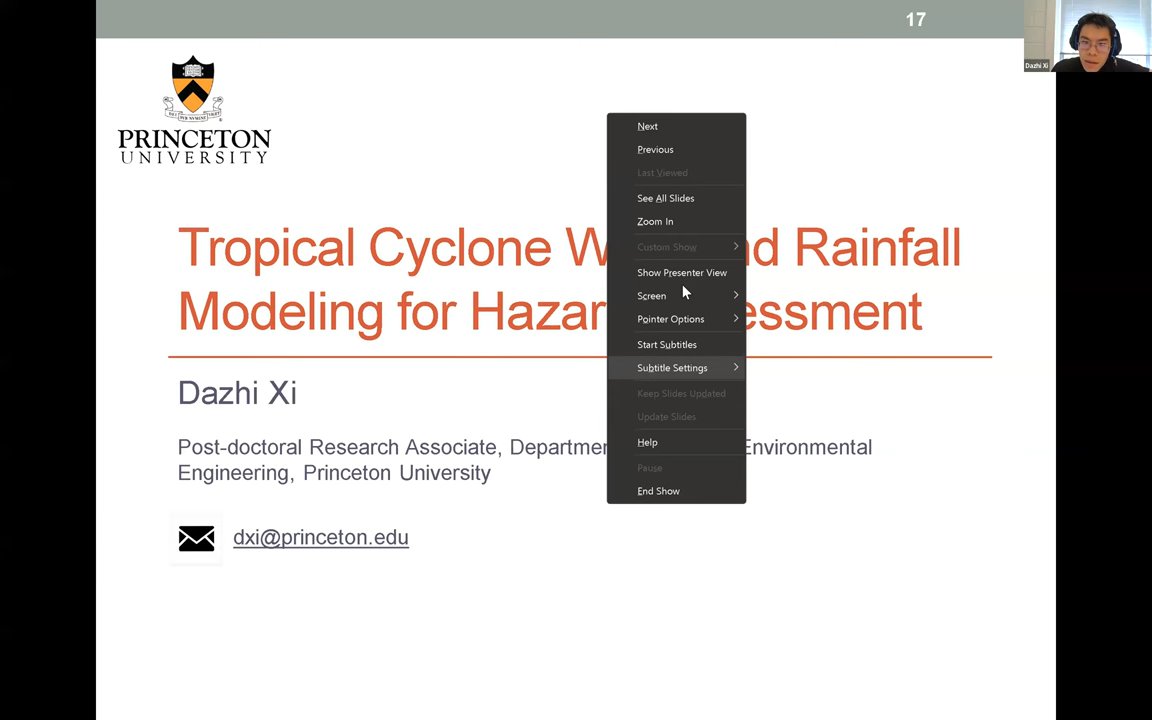 17
Dazhi Xi
PRINCETON
UNIVERSITY
Next
Previous
Last Viewed
See All Slides
Zoom In
Custom Show
Show Presenter View
Screen
Pointer Options
Start Subtitles
Subtitle Settings
Keep Slides Updated
Update Slides
Help
Pause
End Show
Tropical Cyclone W nd Rainfall
Modeling for Hazar essment
Dazhi Xi
Post-doctoral Research Associate, Departmen Environmental
Engineering, Princeton University
dxi@princeton.edu